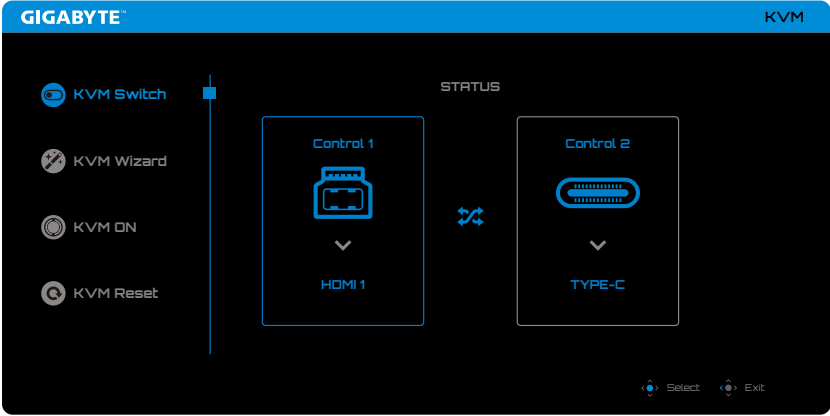 GIGABYTE™
KVM
STATUS
KVM Switch
KVM Wizard
KVM ON
KVM Reset
Control 1
HDMI 1
Control 2
TYPE-C
Select
Exit